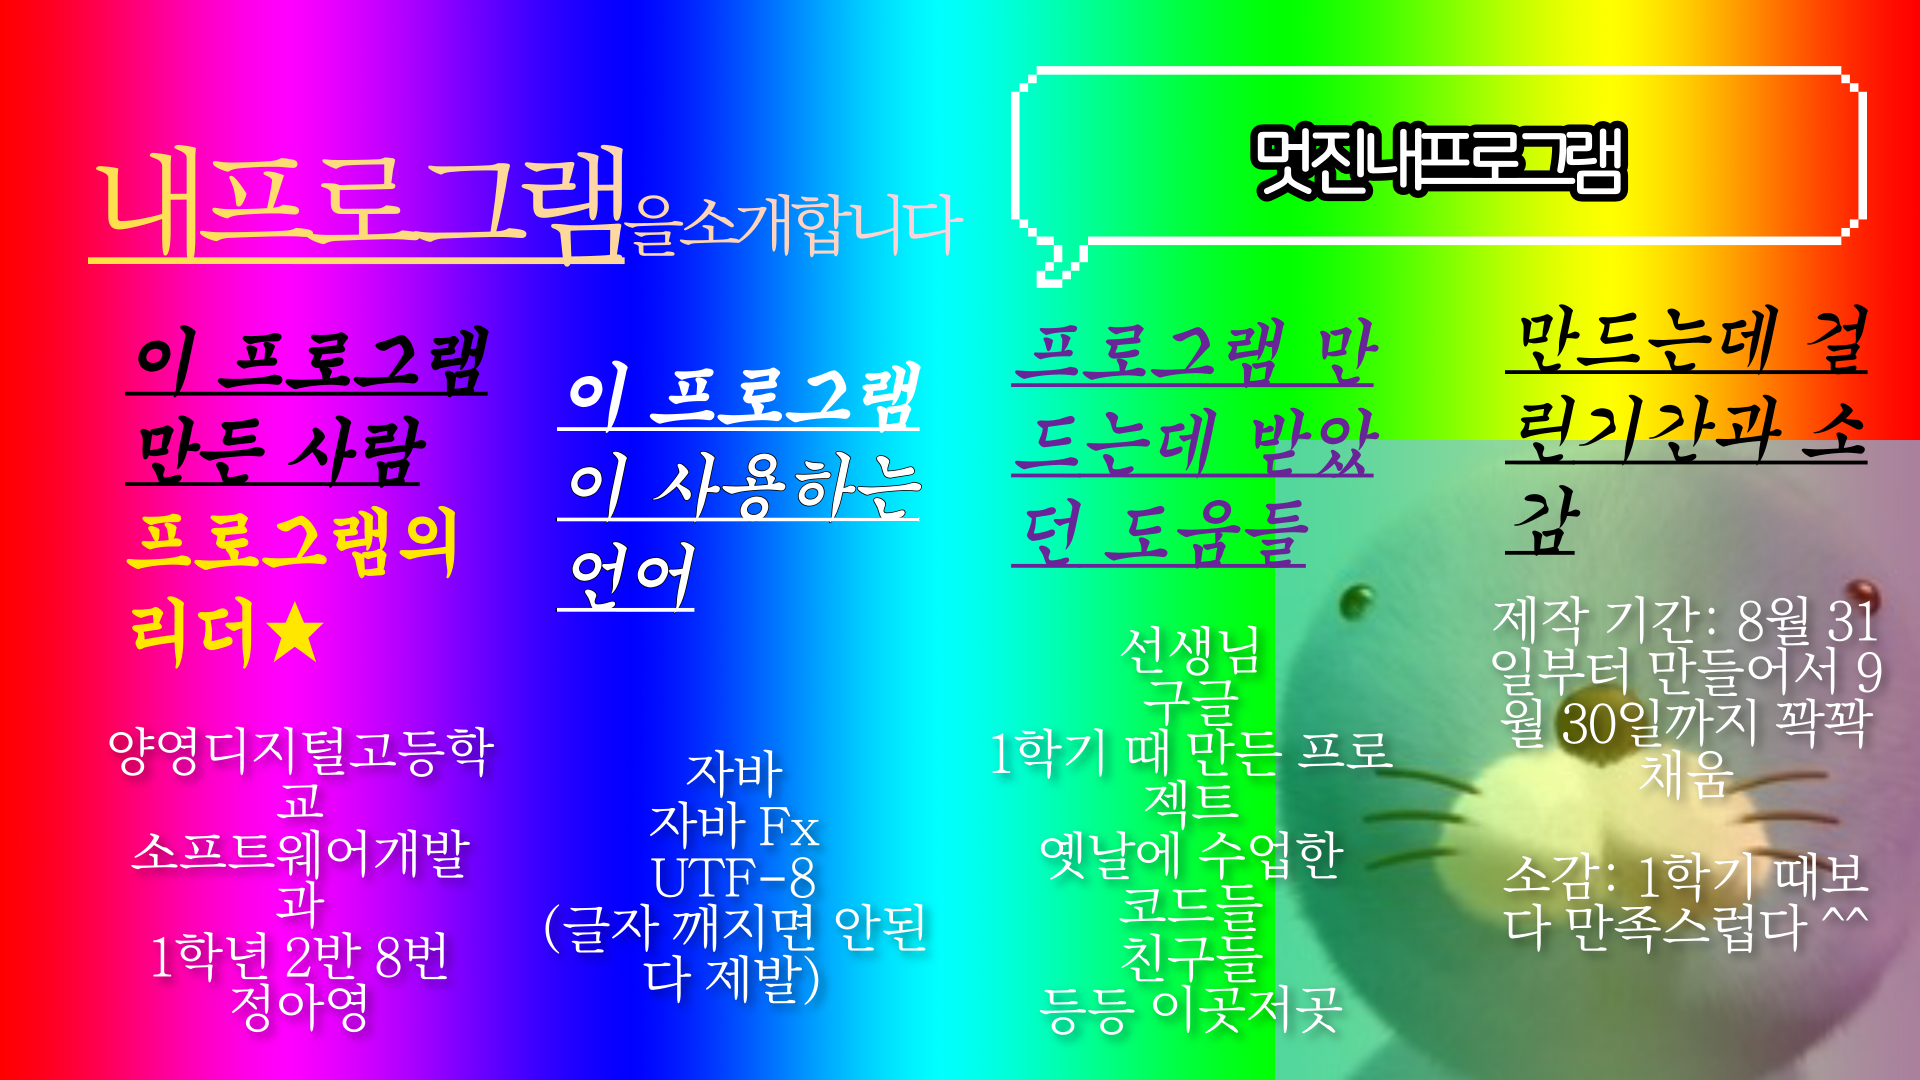 내프로그램을소개합니다
멋진내프로그램
이 프로그램
만든 사람
프로그램의
리더★
양영디지털고등학
교
소프트웨어개발
과
1학년 2반 8번
정아영
이 프로그램
이 사용하는
언어
자바
자바 Fx
UTF-8
(글자 깨지면 안된
다 제발)
프로그램 만
드는데 받았
던 도움들
선생님
구글
1학기 때 만든 프로
젝트
옛날에 수업한
코드들
친구들
등등 이곳저곳
만드는데 걸
린기간과 소
감
제작 기간: 8월 31
일부터 만들어서 9
월 30일까지 꽉꽉
채움
소감: 1학기 때보
다 만족스럽다 ^^